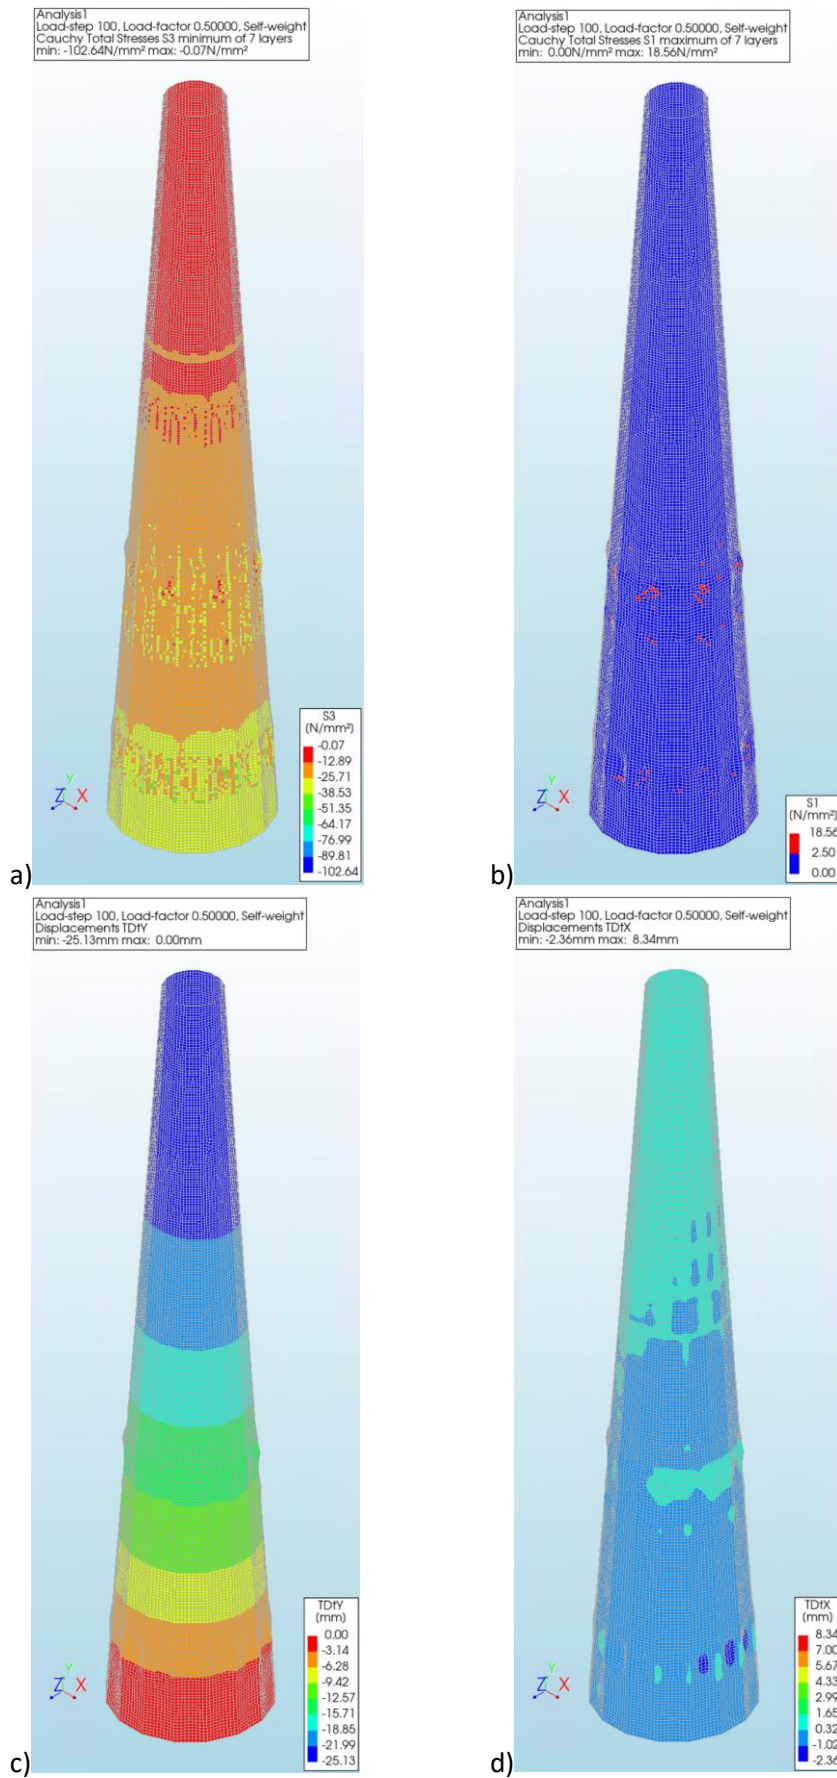 Analysis1
Load-step 100, Load-factor 0.50000, Self-weight
Cauchy Total Stresses S3 minimum of 7 layers
min: -102.64N/mm² max: -0.07N/mm²
S3
(N/mm²)
-0.07
-12.89
-25.71
-38.53
-51.35
-64.17
-76.99
-89.81
-102.64
Y
Z X
a)
Analysis1
Load-step 100, Load-factor 0.50000, Self-weight
Cauchy Total Stresses S1 maximum of 7 layers
min: 0.00N/mm² max: 18.56N/mm²
S1
(N/mm²)
18.56
2.50
0.00
Y
Z X
b)
Analysis1
Load-step 100, Load-factor 0.50000, Self-weight
Displacements TDtY
min: -25.13mm max: 0.00mm
TDtY
(mm)
0.00
-3.14
-6.28
-9.42
-12.57
-15.71
-18.85
-21.99
-25.13
Y
Z X
c)
Analysis1
Load-step 100, Load-factor 0.50000, Self-weight
Displacements TDtX
min: -2.36mm max: 8.34mm
TDtX
(mm)
8.34
7.00
5.67
4.33
2.99
1.65
0.32
-1.02
-2.36
Y
Z X
d)